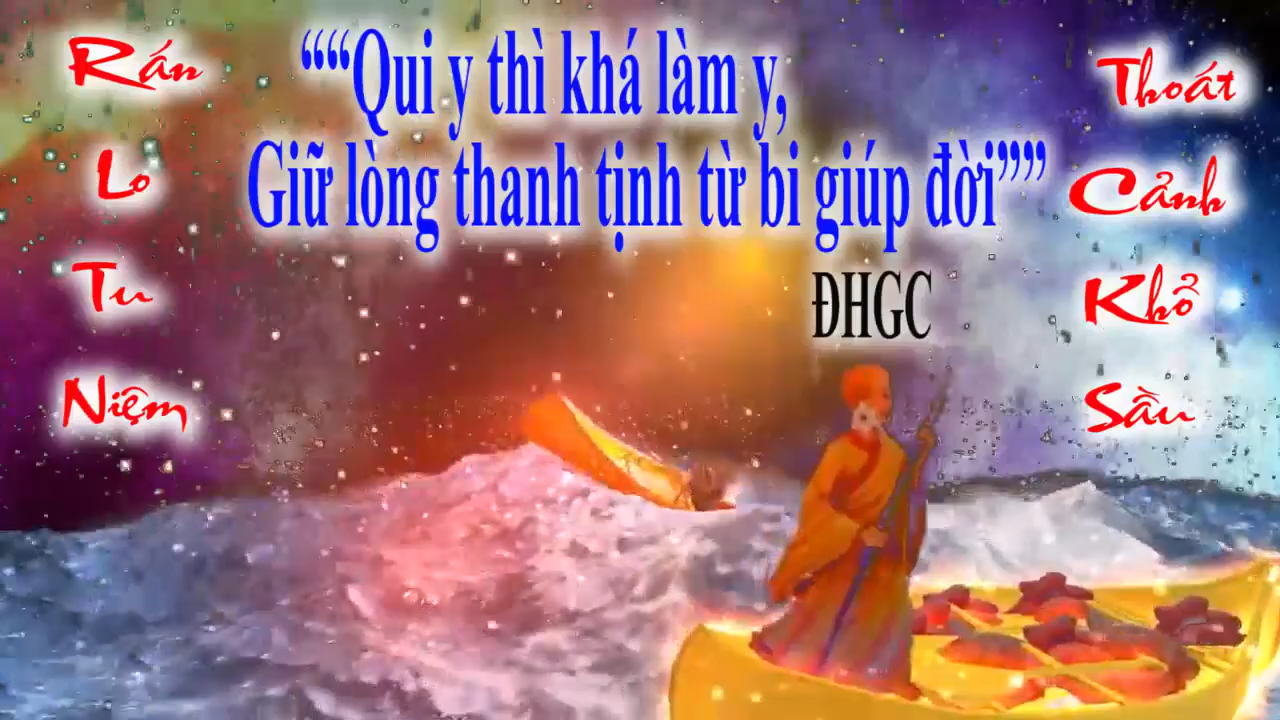 Rán
Lo
Tu
Niệm
““Qui y thì khá làm y,
Giữ lòng thanh tịnh từ bi giúp đời””
ĐHGC
Thoát
Cảnh
Khổ
Sầu